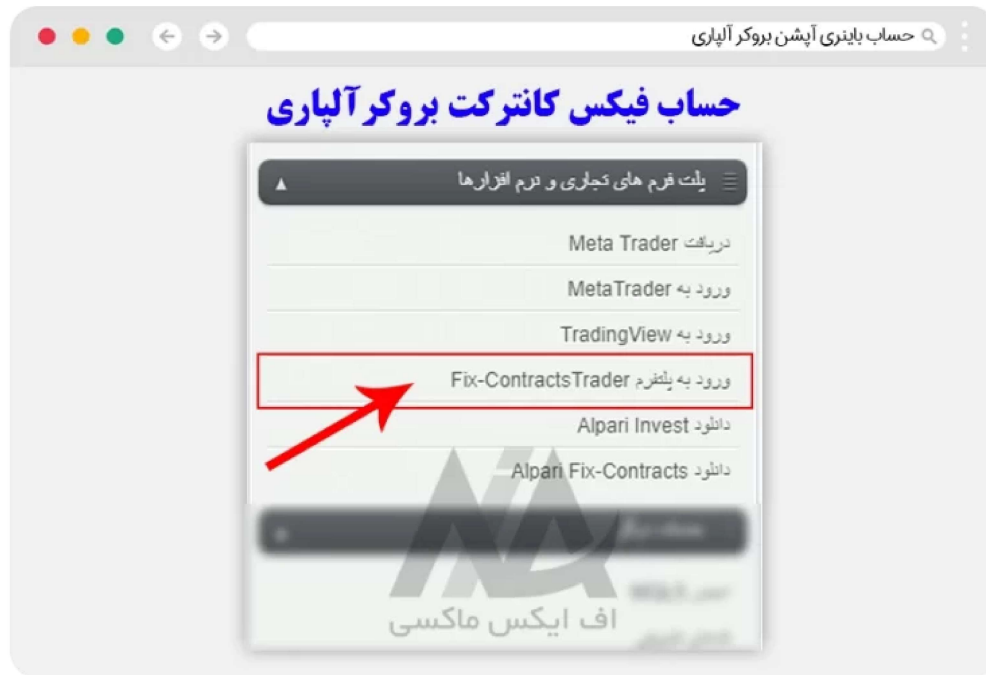 حساب باینری آپشن بروکر آلپاری
حساب فیکس کانترکت بروکر آلپاری
پلت فرم های تجاری و نرم افزارها
دریافت Meta Trader
ورود به MetaTrader
ورود به TradingView
ورود به پلتفرم Fix-ContractsTrader
دانلود Alpari Invest
دانلود Alpari Fix-Contracts
اف ایکس ماکسی